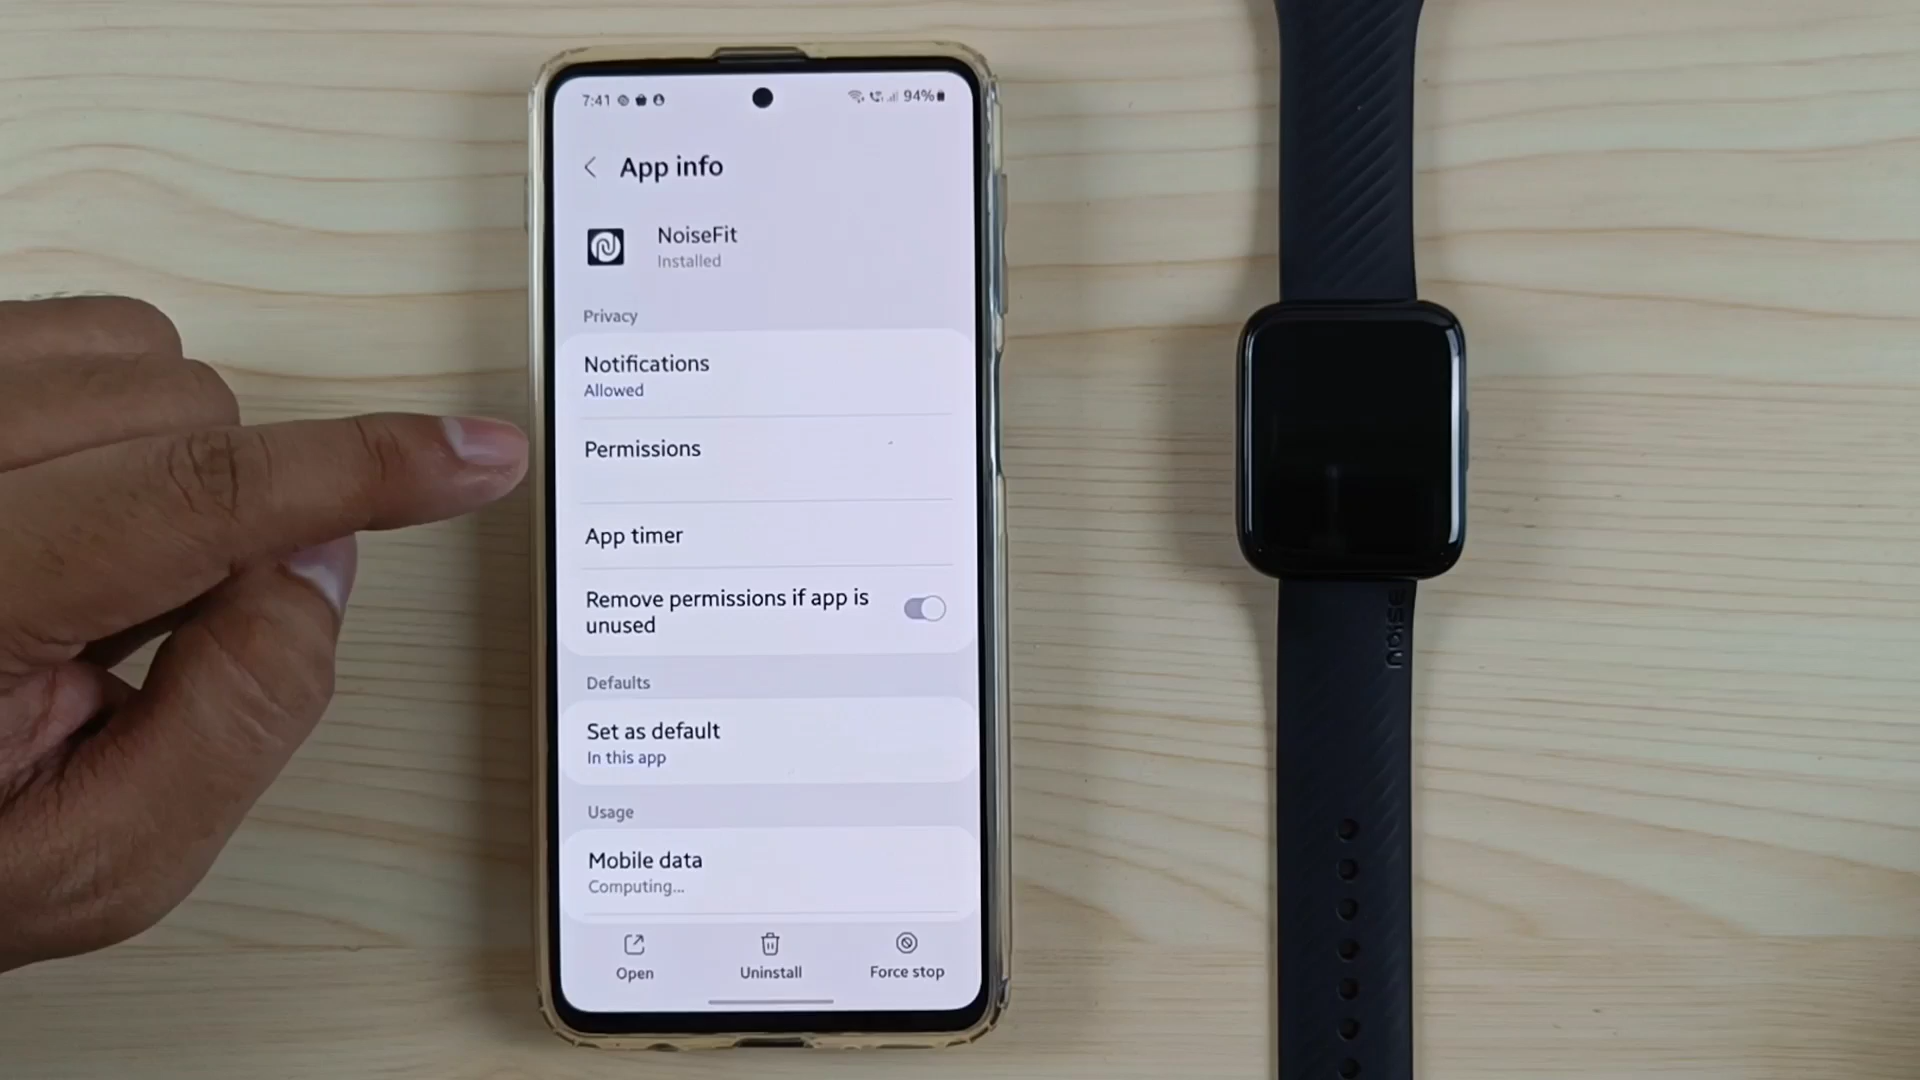 7:41
94%
App info
NoiseFit
Installed
Privacy
Notifications
Allowed
Permissions
App timer
Remove permissions if app is
unused
Defaults
Set as default
In this app
Usage
Mobile data
Computing...
Open
Uninstall
Force stop
NOISE